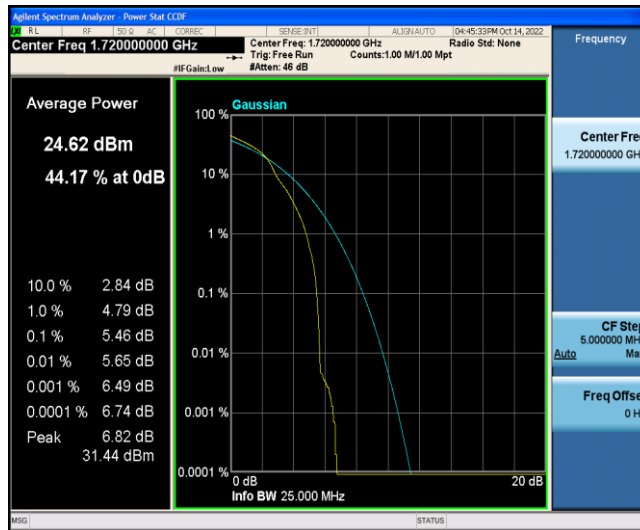 Agilent Spectrum Analyzer - Power Stat CCDF
RL RF 50 Ω AC CORREC SENSE:INT ALIGNAUTO 04:45:33PM Oct 14, 2022
Center Freq 1.720000000 GHz
Center Freq: 1.720000000 GHz Radio Std: None
Trig: Free Run Counts:1.00 M/1.00 Mpt
#IFGain:Low #Atten: 46 dB
Frequency
Average Power
24.62 dBm
44.17 % at 0dB
10.0 % 2.84 dB
1.0 % 4.79 dB
0.1 % 5.46 dB
0.01 % 5.65 dB
0.001 % 6.49 dB
0.0001 % 6.74 dB
Peak 6.82 dB
31.44 dBm
Gaussian
100 %
10 %
1 %
0.1 %
0.01 %
0.001 %
0.0001 %
0 dB 20 dB
Info BW 25.000 MHz
Center Fre
1.720000000 GH
CF Step
5.000000 MH
Auto Ma
Freq Offse
0 H
MSG STATUS